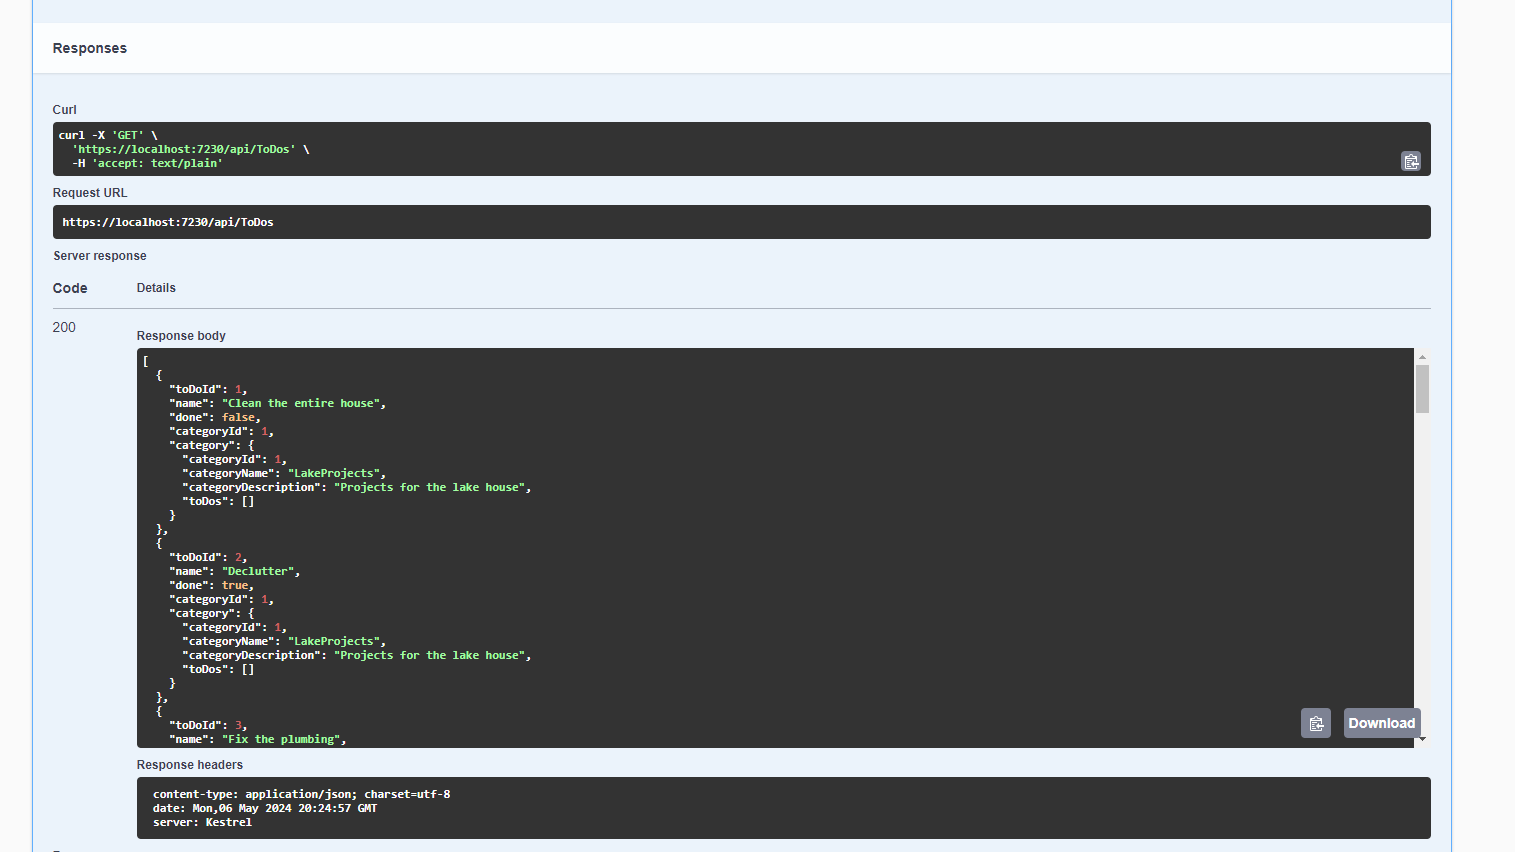 Responses
Curl
curl -X 'GET' \
  'https://localhost:7230/api/ToDos' \
  -H 'accept: text/plain'
Request URL
https://localhost:7230/api/ToDos
Server response
Code Details
200
Response body
[
  {
    "toDoId": 1,
    "name": "Clean the entire house",
    "done": false,
    "categoryId": 1,
    "category": {
      "categoryId": 1,
      "categoryName": "LakeProjects",
      "categoryDescription": "Projects for the lake house",
      "toDos": []
    }
  },
  {
    "toDoId": 2,
    "name": "Declutter",
    "done": true,
    "categoryId": 1,
    "category": {
      "categoryId": 1,
      "categoryName": "LakeProjects",
      "categoryDescription": "Projects for the lake house",
      "toDos": []
    }
  },
  {
    "toDoId": 3,
    "name": "Fix the plumbing",
Download
Response headers
content-type: application/json; charset=utf-8
date: Mon,06 May 2024 20:24:57 GMT
server: Kestrel